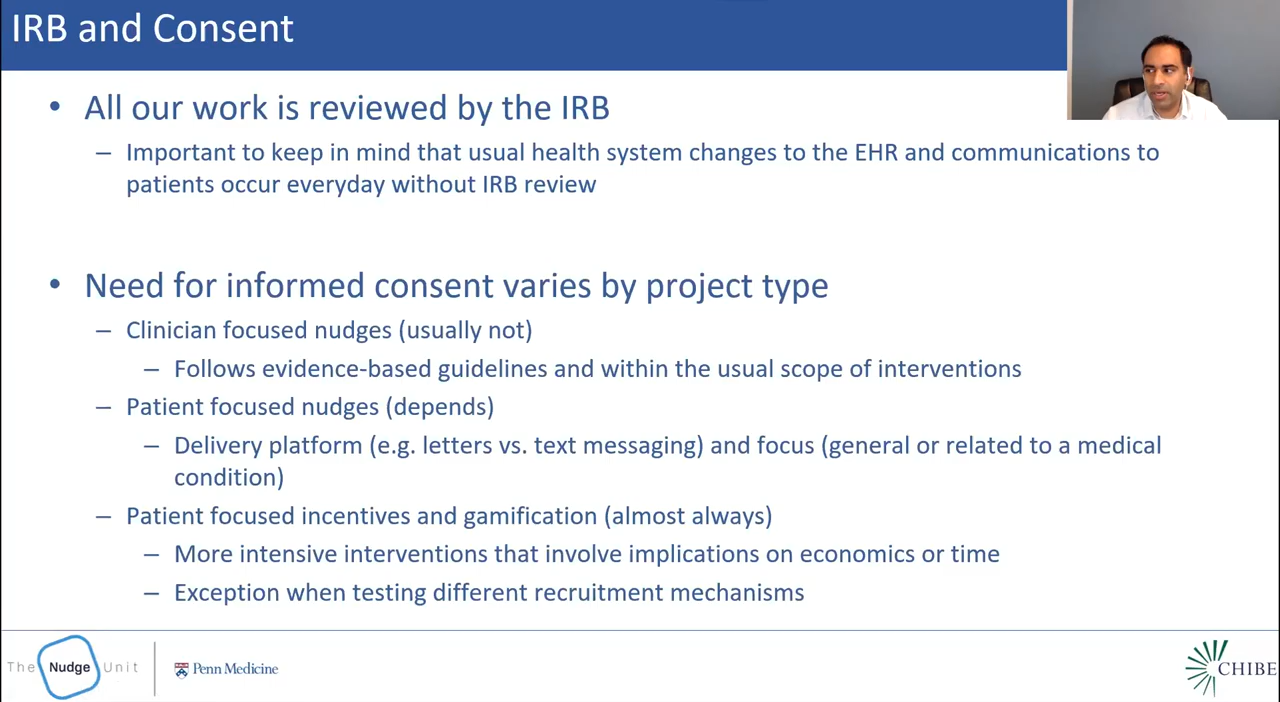 IRB and Consent
• All our work is reviewed by the IRB
– Important to keep in mind that usual health system changes to the EHR and communications to
patients occur everyday without IRB review
• Need for informed consent varies by project type
– Clinician focused nudges (usually not)
– Follows evidence-based guidelines and within the usual scope of interventions
– Patient focused nudges (depends)
– Delivery platform (e.g. letters vs. text messaging) and focus (general or related to a medical
condition)
– Patient focused incentives and gamification (almost always)
– More intensive interventions that involve implications on economics or time
– Exception when testing different recruitment mechanisms
The Nudge Unit
Penn Medicine
CHIBE